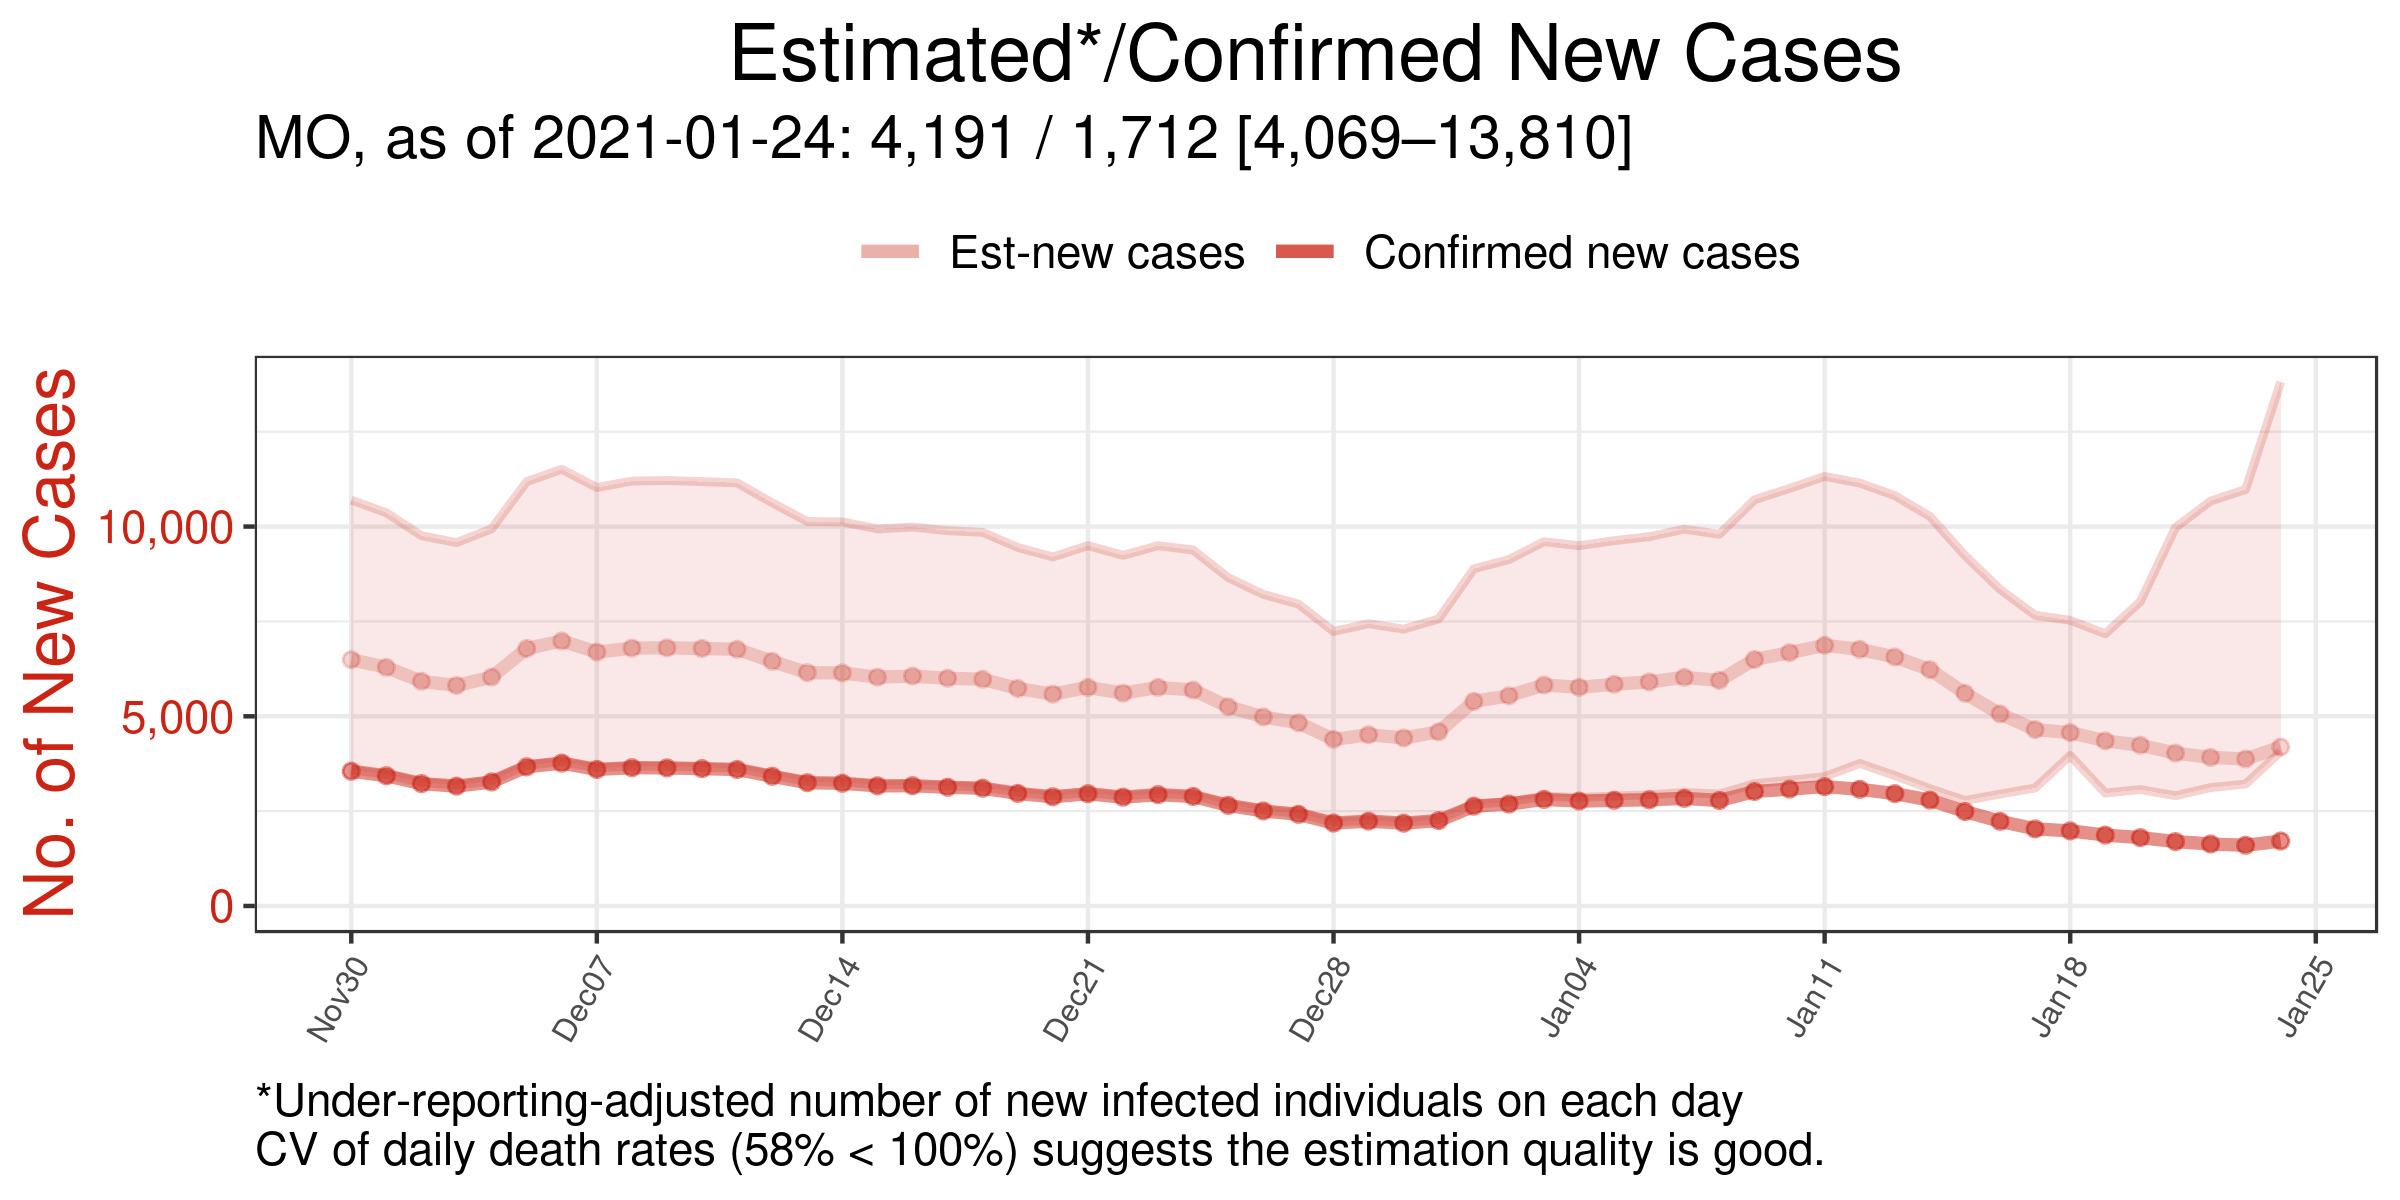 Estimated*/Confirmed New Cases
MO, as of 2021-01-24: 4,191 / 1,712 [4,069–13,810]
Est-new cases
Confirmed new cases
No. of New Cases
10,000
5,000
0
Nov30
Dec07
Dec14
Dec21
Dec28
Jan04
Jan11
Jan18
Jan25
*Under-reporting-adjusted number of new infected individuals on each day
CV of daily death rates (58% < 100%) suggests the estimation quality is good.